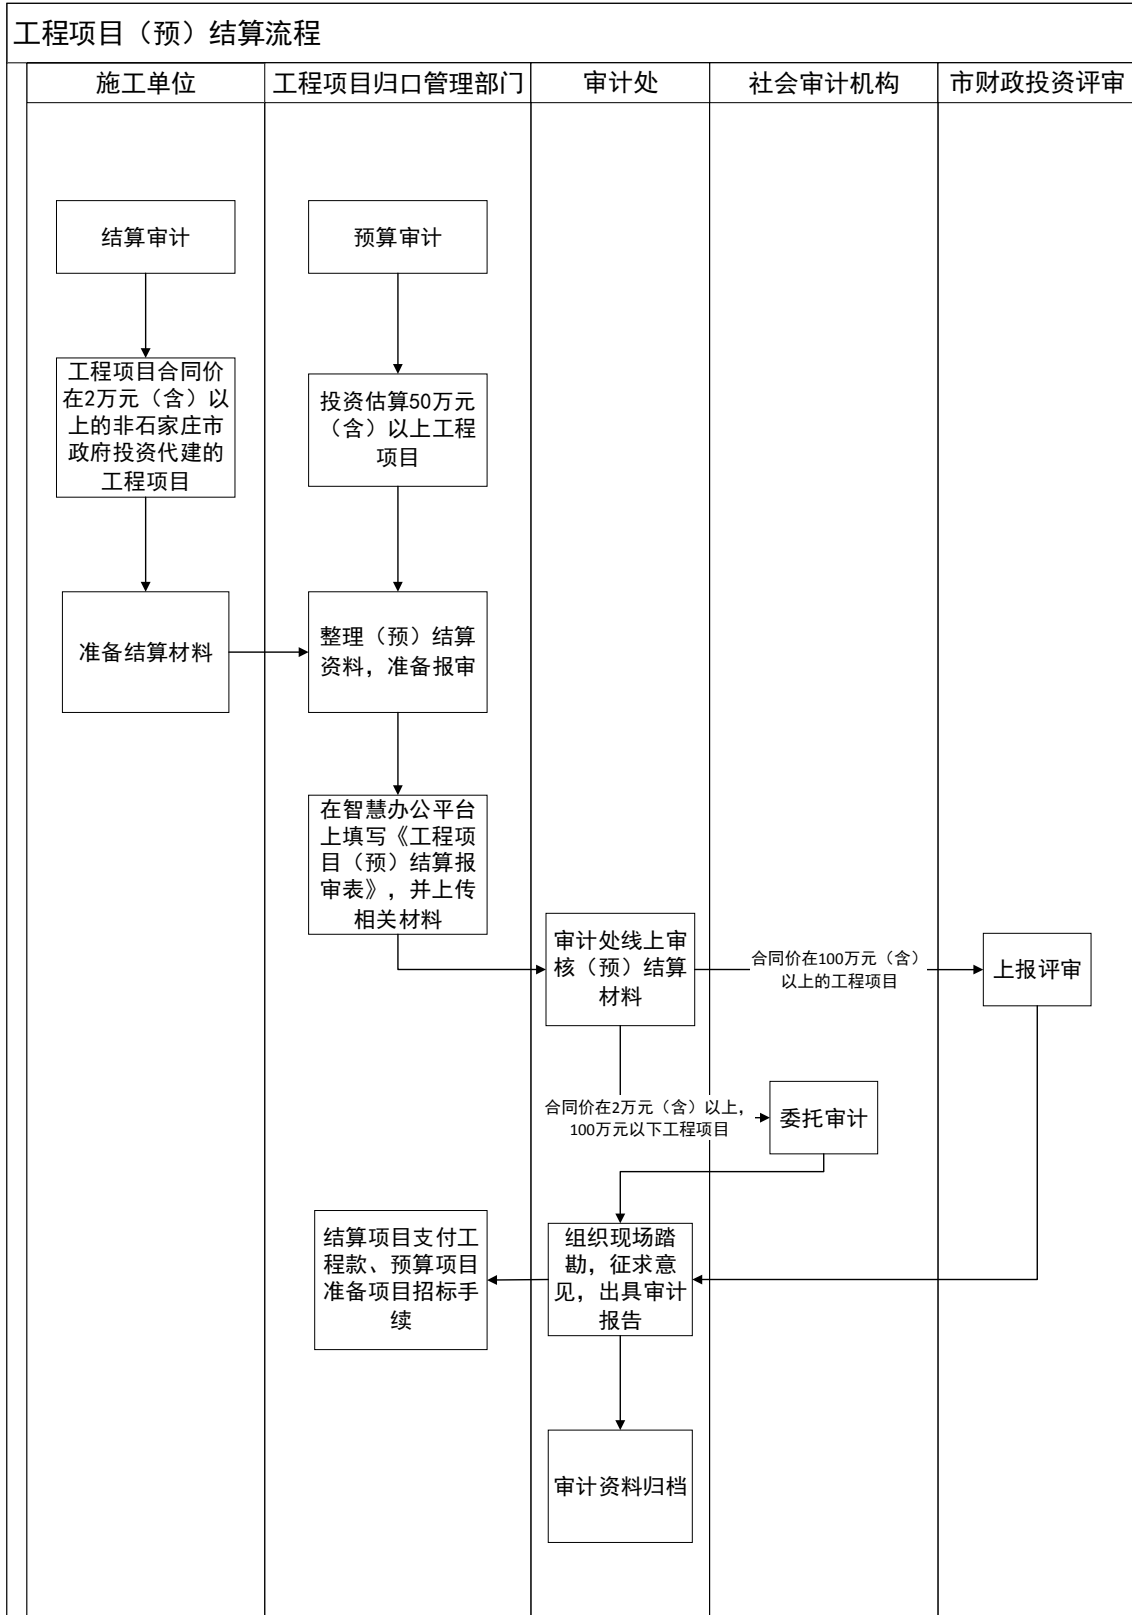 工程项目（预）结算流程
施工单位
工程项目归口管理部门
审计处
社会审计机构
市财政投资评审
结算审计
预算审计
工程项目合同价
在2万元（含）以
上的非石家庄市
政府投资代建的
工程项目
投资估算50万元
（含）以上工程
项目
准备结算材料
整理（预）结算
资料，准备报审
在智慧办公平台
上填写《工程项
目（预）结算报
审表》，并上传
相关材料
审计处线上审
核（预）结算
材料
合同价在100万元（含）
以上的工程项目
上报评审
合同价在2万元（含）以上，
100万元以下工程项目
委托审计
结算项目支付工
程款、预算项目
准备项目招标手
续
组织现场踏
勘，征求意
见，出具审计
报告
审计资料归档